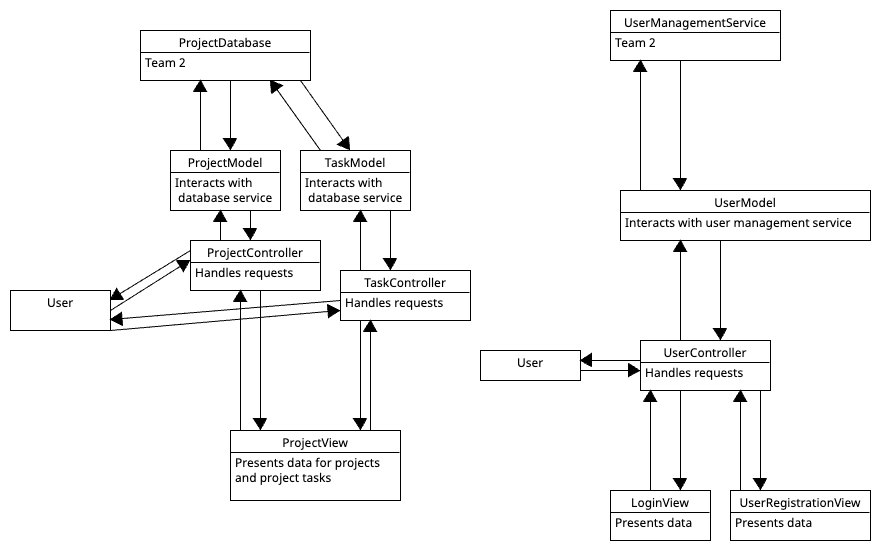 ProjectDatabase
Team 2
ProjectModel
Interacts with
database service
TaskModel
Interacts with
database service
ProjectController
Handles requests
TaskController
Handles requests
User
ProjectView
Presents data for projects
and project tasks
UserManagementService
Team 2
UserModel
Interacts with user management service
UserController
Handles requests
User
LoginView
Presents data
UserRegistrationView
Presents data